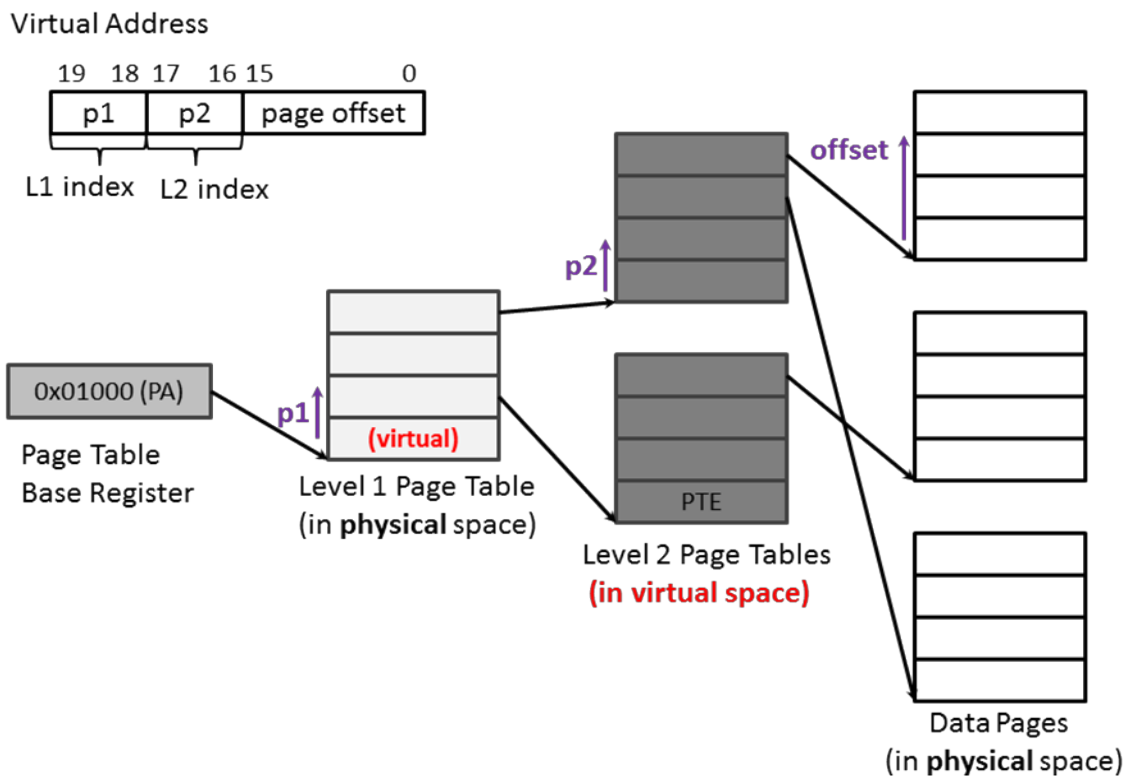 Virtual Address
19 18 17 16 15 0
p1 p2 page offset
L1 index L2 index
offset
p2
0x01000 (PA)
p1
(virtual)
Page Table
Base Register
Level 1 Page Table
(in physical space)
PTE
Level 2 Page Tables
(in virtual space)
Data Pages
(in physical space)